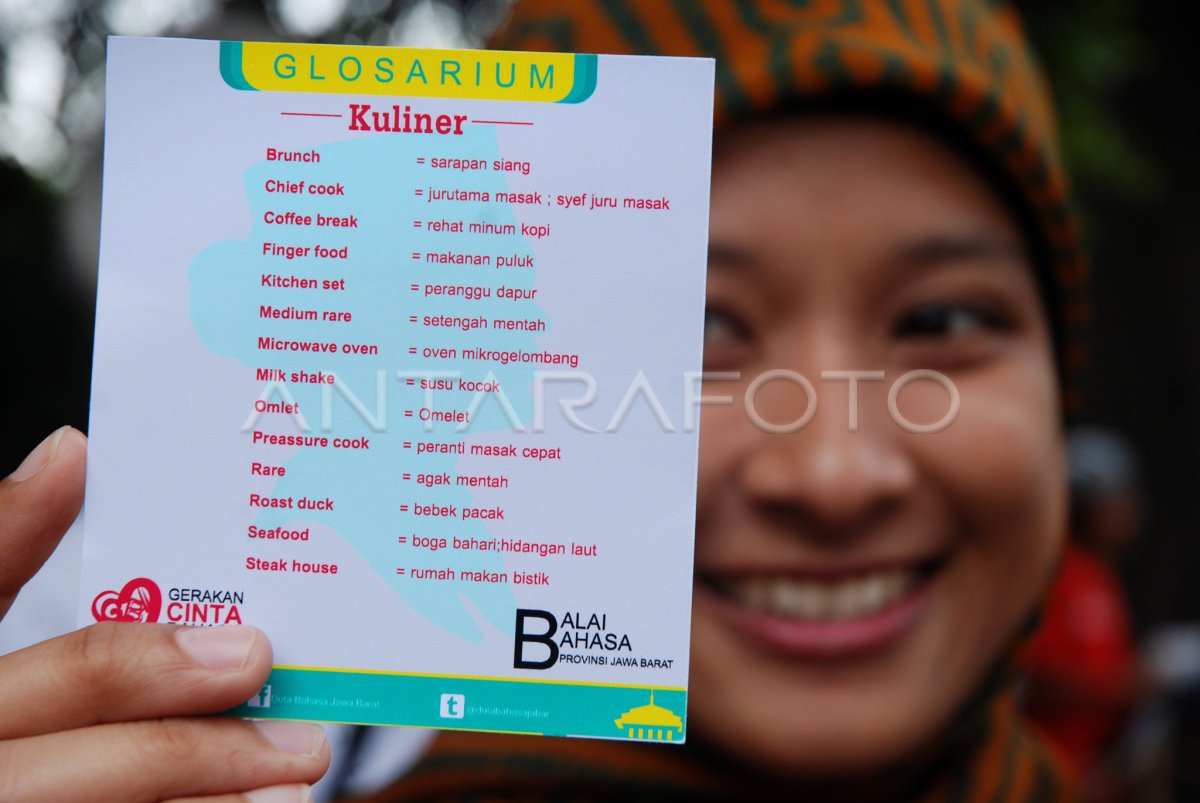 GLOSARIUM
Kuliner
Brunch = sarapan siang
Chief cook = jurutama masak ; syef juru masak
Coffee break = rehat minum kopi
Finger food = makanan puluk
Kitchen set = peranggu dapur
Medium rare = setengah mentah
Microwave oven = oven mikrogelombang
Milk shake = susu kocok
ANTARAFOTO
Omlet = Omelet
Preassure cook = peranti masak cepat
Rare = agak mentah
Roast duck = bebek pacak
Seafood = boga bahari;hidangan laut
Steak house = rumah makan bistik
GERAKAN
CINTA
BALAI
BAHASA
PROVINSI JAWA BARAT
f Duta Bahasa Jawa Barat
t @dutabahasajabar